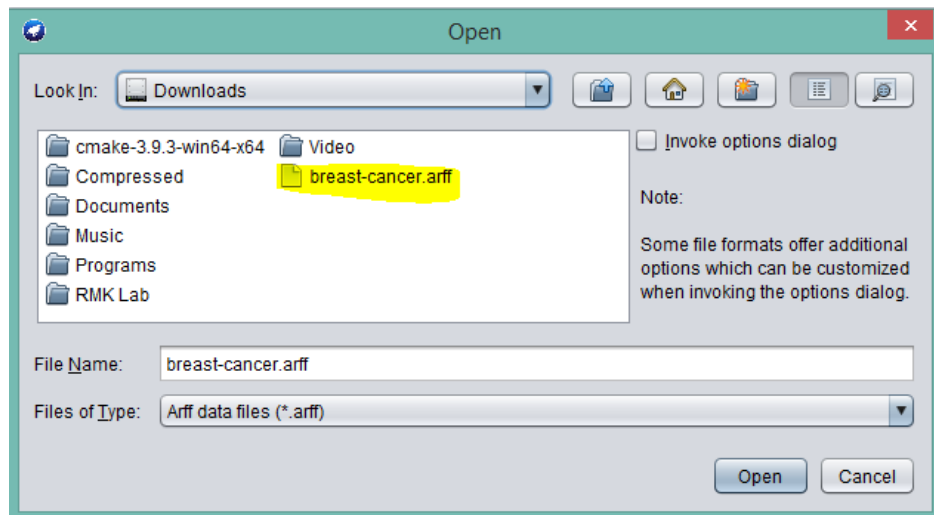 Open
Look In: Downloads
cmake-3.9.3-win64-x64 Video
Compressed breast-cancer.arff
Documents
Music
Programs
RMK Lab
Invoke options dialog
Note:
Some file formats offer additional
options which can be customized
when invoking the options dialog.
File Name: breast-cancer.arff
Files of Type: Arff data files (*.arff)
Open Cancel